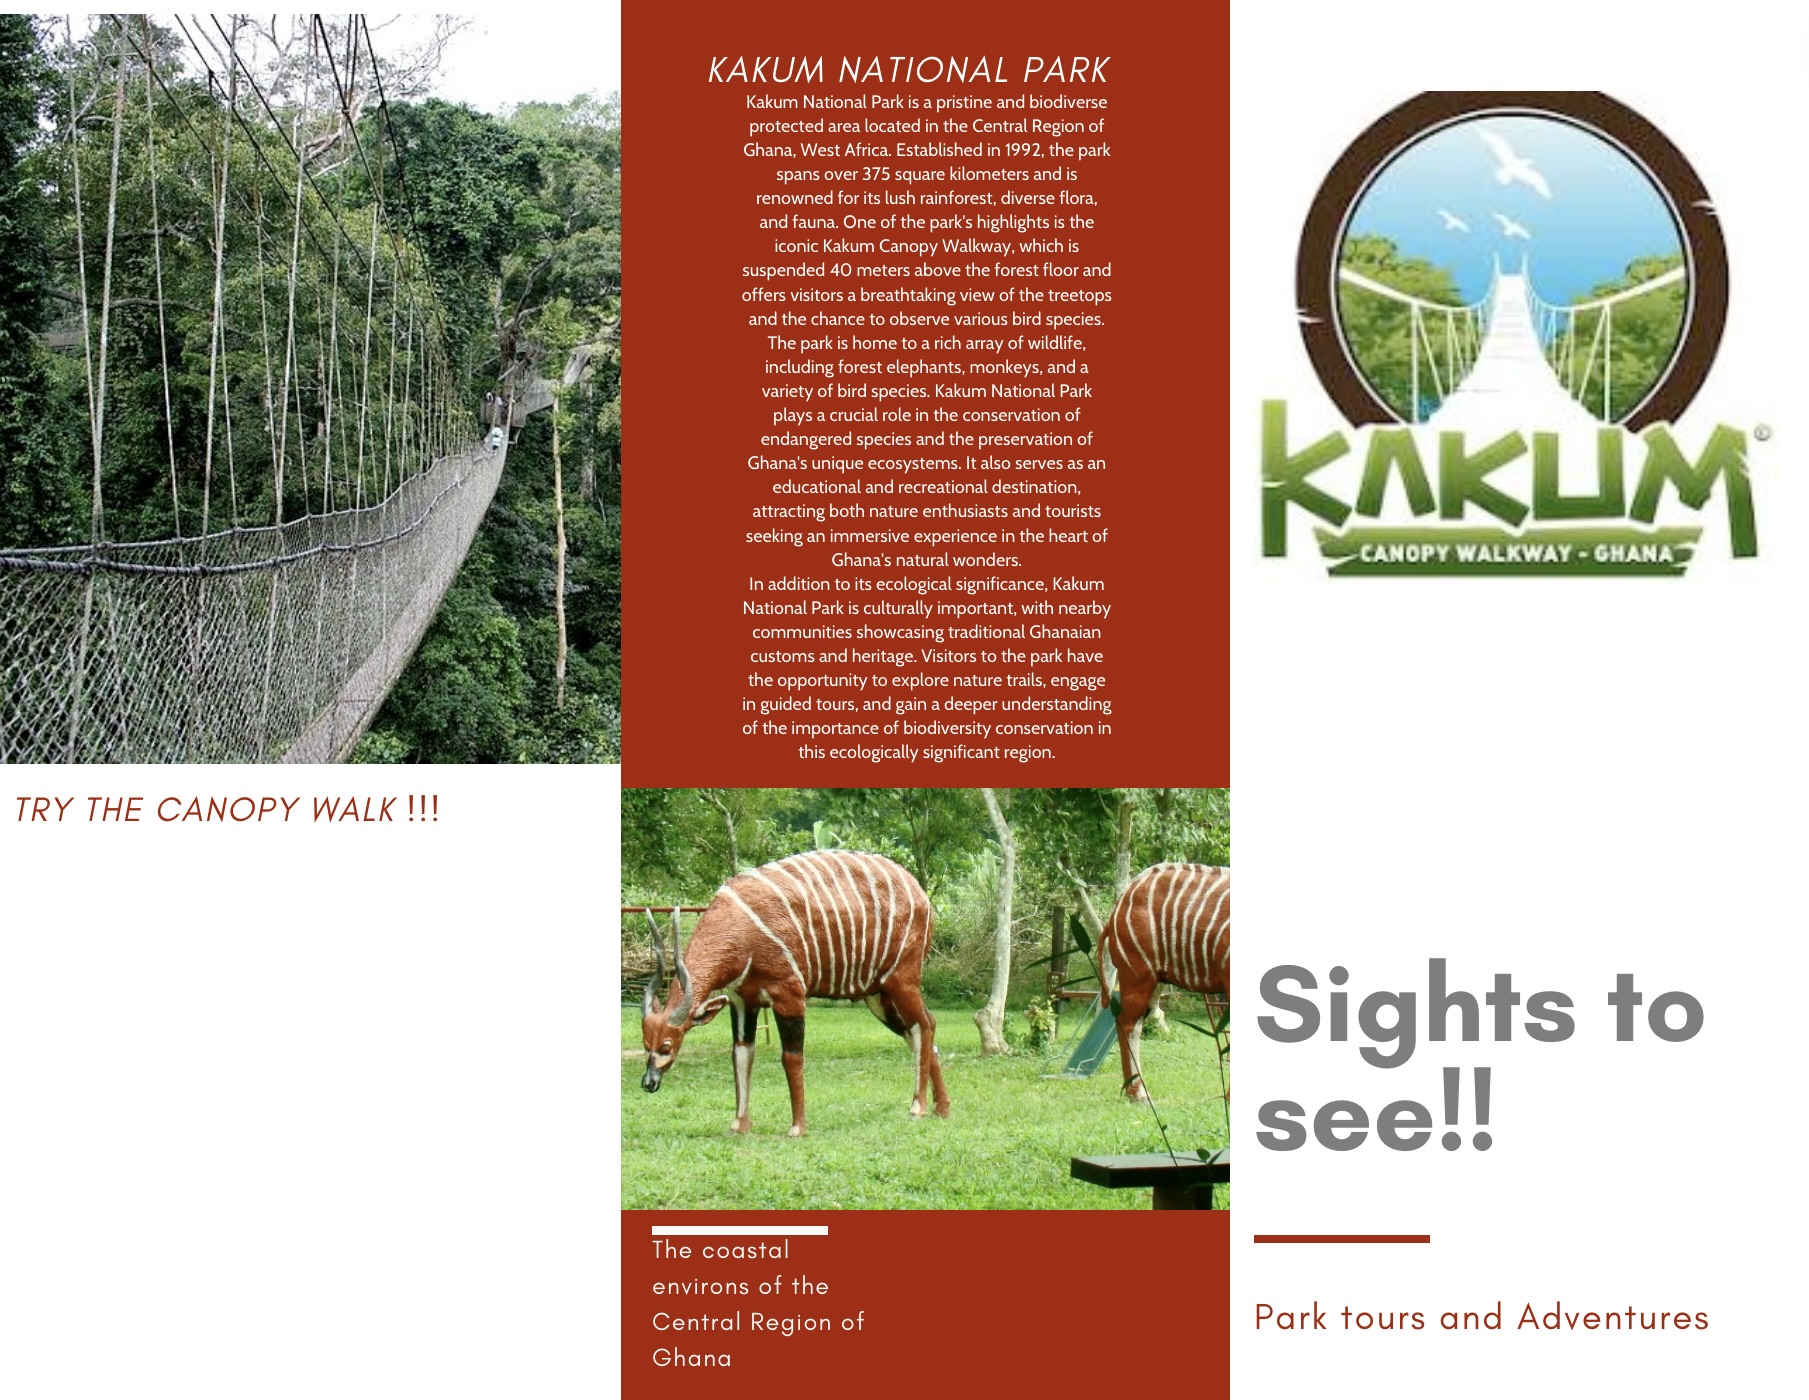 TRY THE CANOPY WALK !!!
KAKUM NATIONAL PARK
Kakum National Park is a pristine and biodiverse
protected area located in the Central Region of
Ghana, West Africa. Established in 1992, the park
spans over 375 square kilometers and is
renowned for its lush rainforest, diverse flora,
and fauna. One of the park's highlights is the
iconic Kakum Canopy Walkway, which is
suspended 40 meters above the forest floor and
offers visitors a breathtaking view of the treetops
and the chance to observe various bird species.
The park is home to a rich array of wildlife,
including forest elephants, monkeys, and a
variety of bird species. Kakum National Park
plays a crucial role in the conservation of
endangered species and the preservation of
Ghana's unique ecosystems. It also serves as an
educational and recreational destination,
attracting both nature enthusiasts and tourists
seeking an immersive experience in the heart of
Ghana's natural wonders.
In addition to its ecological significance, Kakum
National Park is culturally important, with nearby
communities showcasing traditional Ghanaian
customs and heritage. Visitors to the park have
the opportunity to explore nature trails, engage
in guided tours, and gain a deeper understanding
of the importance of biodiversity conservation in
this ecologically significant region.
The coastal
environs of the
Central Region of
Ghana
KAKUM
CANOPY WALKWAY - GHANA
Sights to
see!!
Park tours and Adventures